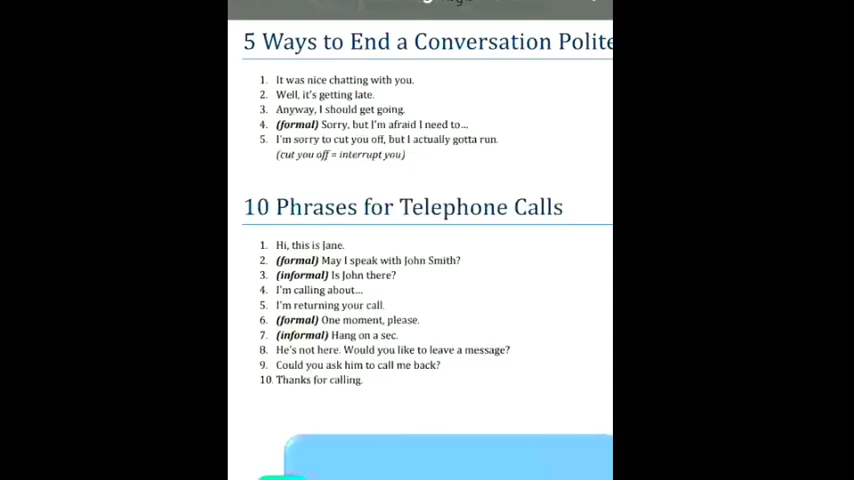 5 Ways to End a Conversation Polite
1. It was nice chatting with you.
2. Well, it's getting late.
3. Anyway, I should get going.
4. (formal) Sorry, but I'm afraid I need to...
5. I'm sorry to cut you off, but I actually gotta run.
(cut you off = interrupt you)
10 Phrases for Telephone Calls
1. Hi, this is Jane.
2. (formal) May I speak with John Smith?
3. (informal) Is John there?
4. I'm calling about...
5. I'm returning your call.
6. (formal) One moment, please.
7. (informal) Hang on a sec.
8. He's not here. Would you like to leave a message?
9. Could you ask him to call me back?
10. Thanks for calling.